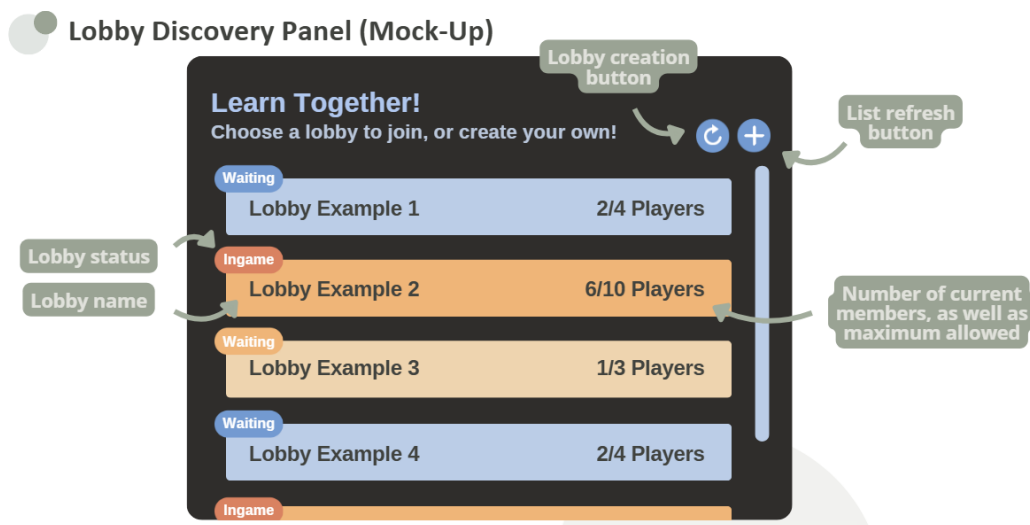 Lobby Discovery Panel (Mock-Up)
Lobby creation
button
Learn Together!
Choose a lobby to join, or create your own!
List refresh
button
Waiting
Lobby Example 1
2/4 Players
Lobby status
Ingame
Lobby Example 2
6/10 Players
Lobby name
Number of current
members, as well as
maximum allowed
Waiting
Lobby Example 3
1/3 Players
Waiting
Lobby Example 4
2/4 Players
Ingame